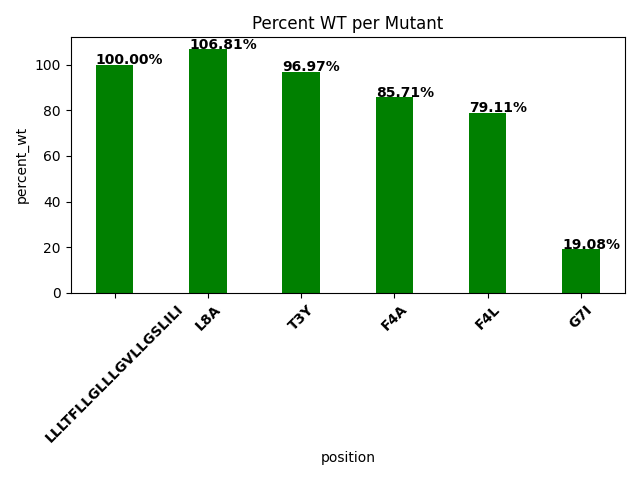 Percent WT per Mutant
percent_wt
100
80
60
40
20
0
100.00%
106.81%
96.97%
85.71%
79.11%
19.08%
LLLTFLLGLLLGVLLGSLILI
L8A
T3Y
F4A
F4L
G7I
position